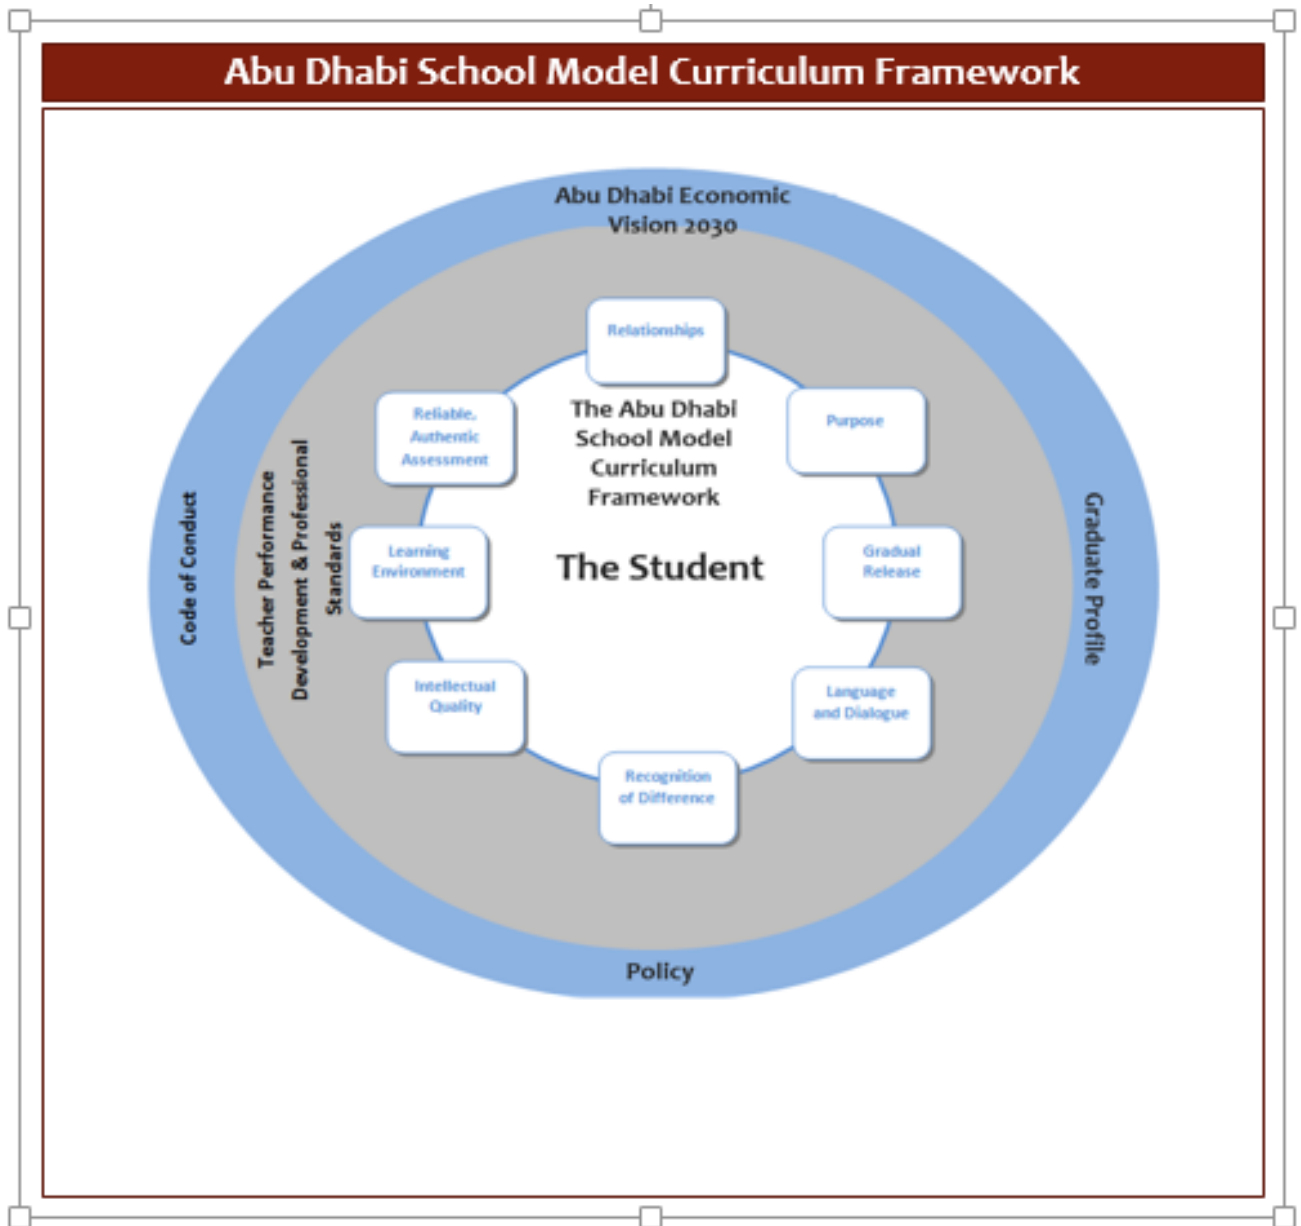 Abu Dhabi School Model Curriculum Framework
Abu Dhabi Economic
Vision 2030
Relationships
Reliable,
Authentic
Assessment
Purpose
The Abu Dhabi
School Model
Curriculum
Framework
The Student
Code of Conduct
Teacher Performance
Development & Professional
Standards
Learning
Environment
Gradual
Release
Graduate Profile
Intellectual
Quality
Language
and Dialogue
Recognition
of Difference
Policy